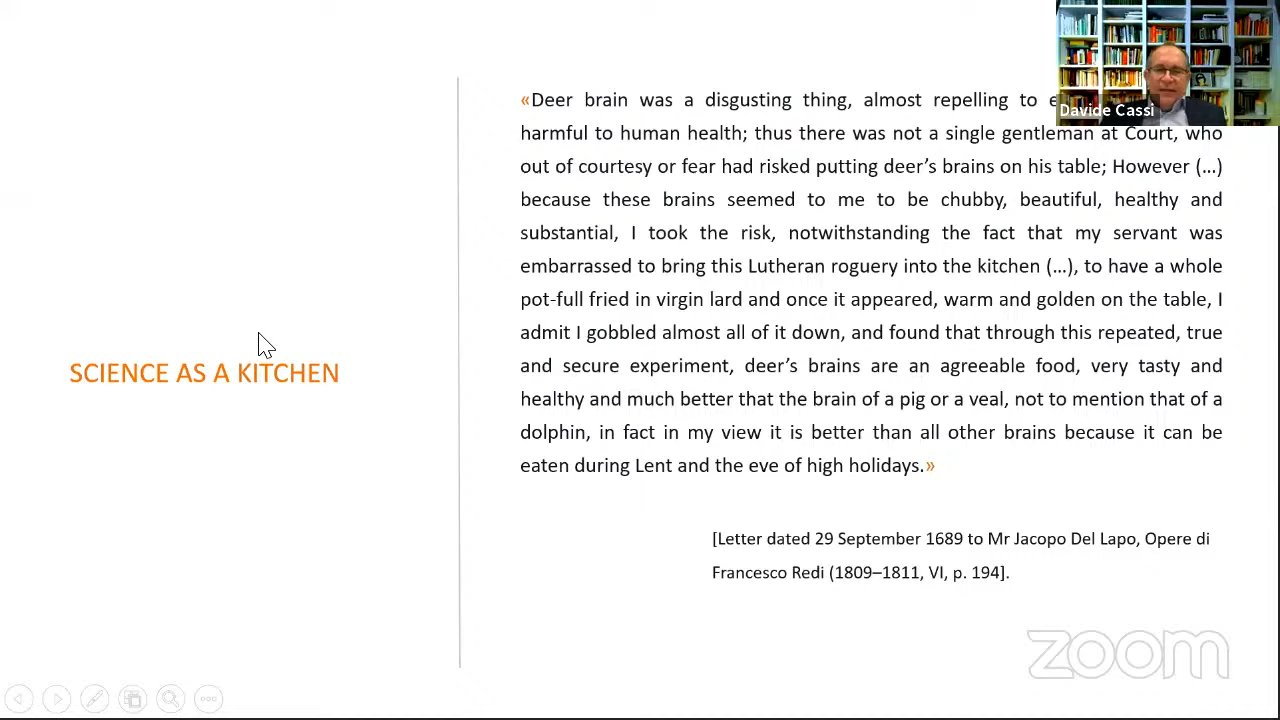 Davide Cassi
«Deer brain was a disgusting thing, almost repelling to
harmful to human health; thus there was not a single gentleman at Court, who
out of courtesy or fear had risked putting deer's brains on his table; However (…)
because these brains seemed to me to be chubby, beautiful, healthy and
substantial, I took the risk, notwithstanding the fact that my servant was
embarrassed to bring this Lutheran roguery into the kitchen (…), to have a whole
pot-full fried in virgin lard and once it appeared, warm and golden on the table, I
admit I gobbled almost all of it down, and found that through this repeated, true
and secure experiment, deer's brains are an agreeable food, very tasty and
healthy and much better that the brain of a pig or a veal, not to mention that of a
dolphin, in fact in my view it is better than all other brains because it can be
eaten during Lent and the eve of high holidays.»
SCIENCE AS A KITCHEN
[Letter dated 29 September 1689 to Mr Jacopo Del Lapo, Opere di
Francesco Redi (1809–1811, VI, p. 194].
zoom